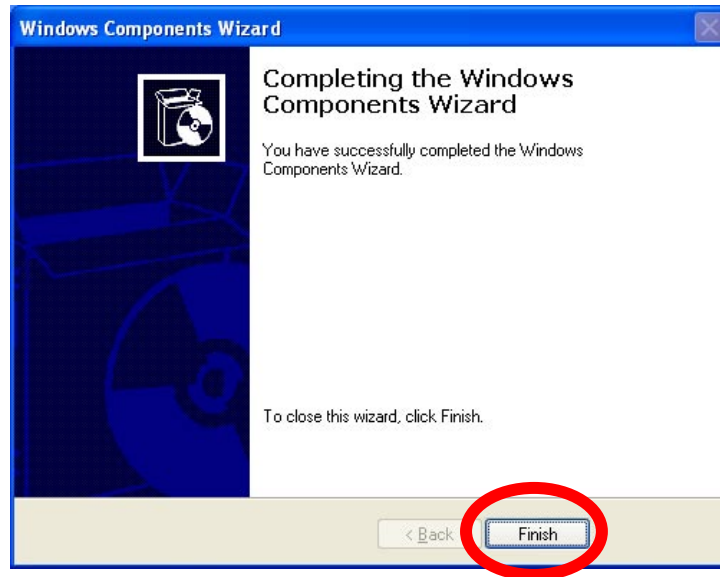 Windows Components Wizard
Completing the Windows
Components Wizard
You have successfully completed the Windows
Components Wizard.
To close this wizard, click Finish.
< Back
Finish